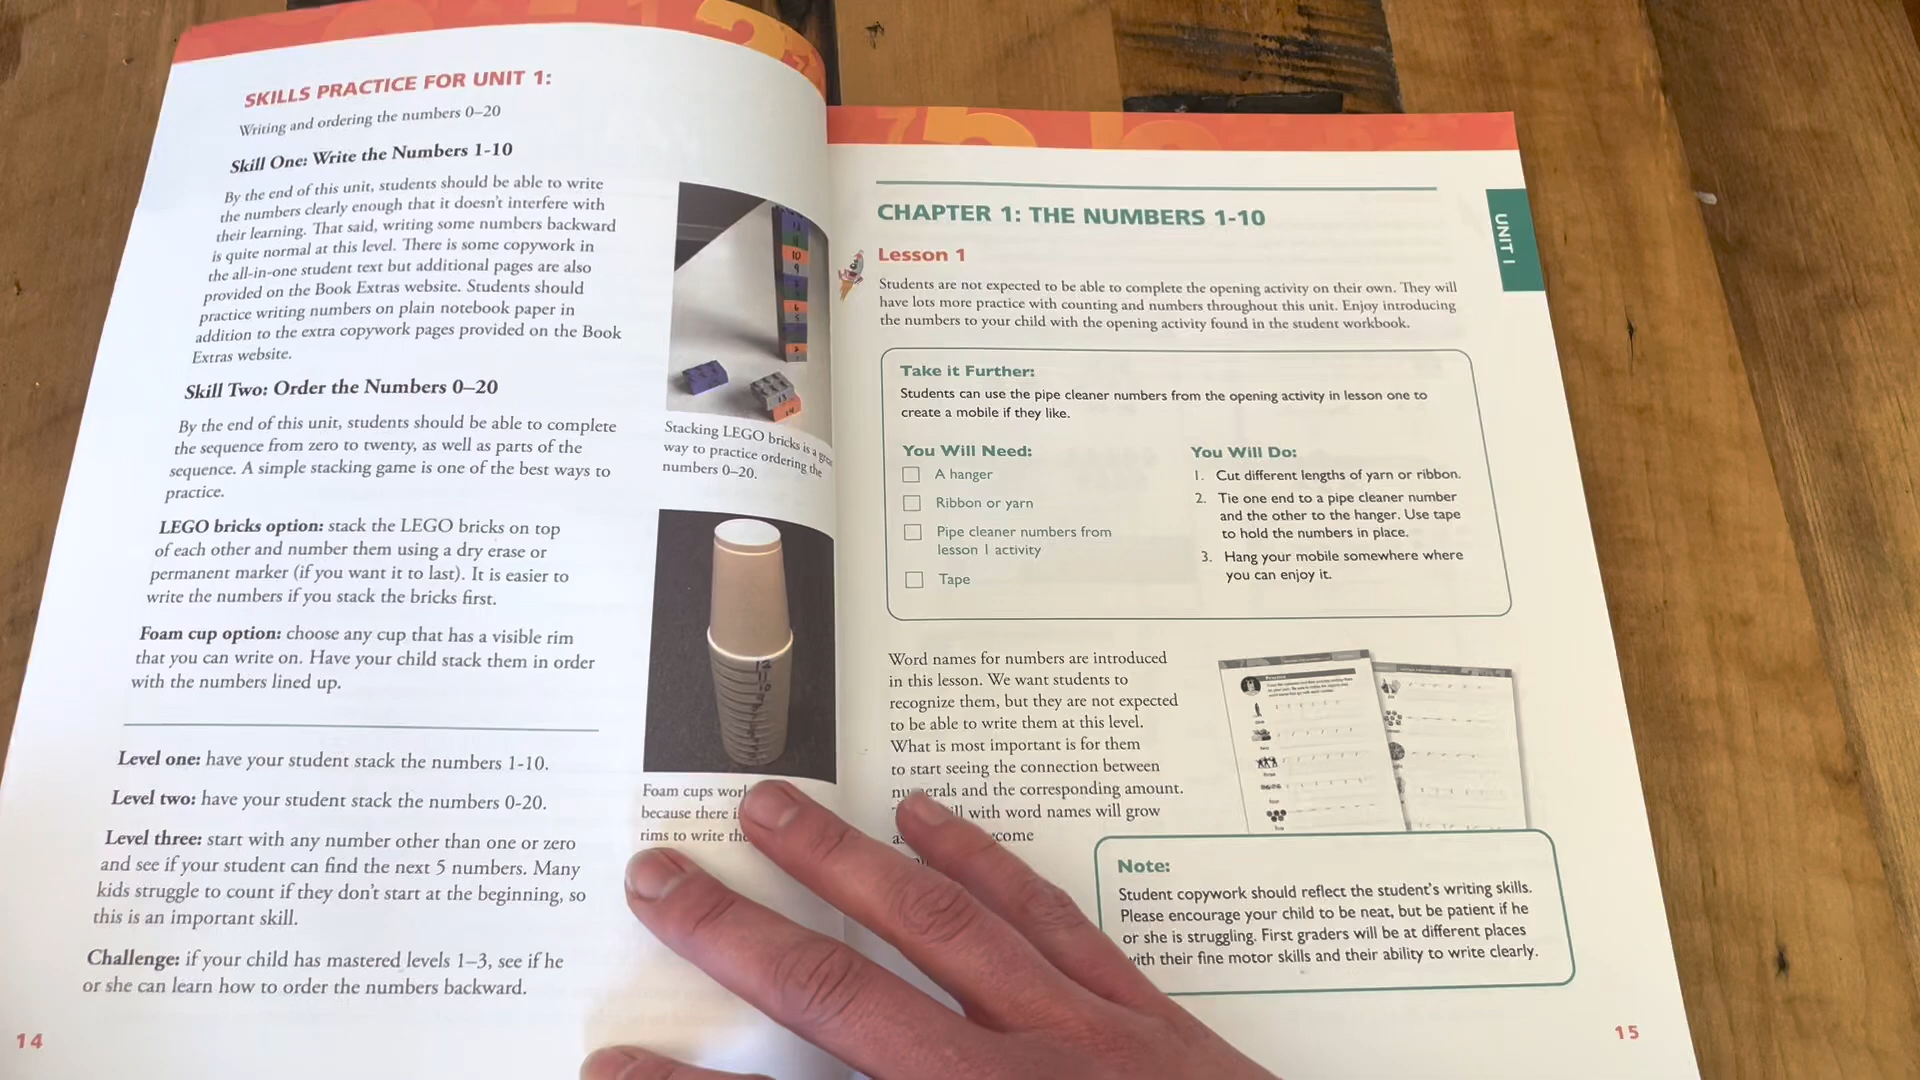 SKILLS PRACTICE FOR UNIT 1:
Writing and ordering the numbers 0–20
Skill One: Write the Numbers 1-10
By the end of this unit, students should be able to write
the numbers clearly enough that it doesn't interfere with
their learning. That said, writing some numbers backward
is quite normal at this level. There is some copywork in
the all-in-one student text but additional pages are also
provided on the Book Extras website. Students should
practice writing numbers on plain notebook paper in
addition to the extra copywork pages provided on the Book
Extras website.
Skill Two: Order the Numbers 0–20
By the end of this unit, students should be able to complete
the sequence from zero to twenty, as well as parts of the
sequence. A simple stacking game is one of the best ways to
practice.
LEGO bricks option: stack the LEGO bricks on top
of each other and number them using a dry erase or
permanent marker (if you want it to last). It is easier to
write the numbers if you stack the bricks first.
Foam cup option: choose any cup that has a visible rim
that you can write on. Have your child stack them in order
with the numbers lined up.
Level one: have your student stack the numbers 1-10.
Level two: have your student stack the numbers 0-20.
Level three: start with any number other than one or zero
and see if your student can find the next 5 numbers. Many
kids struggle to count if they don't start at the beginning, so
this is an important skill.
Challenge: if your child has mastered levels 1–3, see if he
or she can learn how to order the numbers backward.
14
10
9
6
5
2
13
14
Stacking LEGO bricks is a
way to practice ordering the
numbers 0–20.
12
11
Foam cups
because there
rims to write
UNIT 1
CHAPTER 1: THE NUMBERS 1-10
Lesson 1
Students are not expected to be able to complete the opening activity on their own. They will
have lots more practice with counting and numbers throughout this unit. Enjoy introducing
the numbers to your child with the opening activity found in the student workbook.
Take it Further:
Students can use the pipe cleaner numbers from the opening activity in lesson one to
create a mobile if they like.
You Will Need:
A hanger
Ribbon or yarn
Pipe cleaner numbers from
lesson 1 activity
Tape
You Will Do:
1. Cut different lengths of yarn or ribbon.
2. Tie one end to a pipe cleaner number
and the other to the hanger. Use tape
to hold the numbers in place.
3. Hang your mobile somewhere where
you can enjoy it.
Word names for numbers are introduced
in this lesson. We want students to
recognize them, but they are not expected
to be able to write them at this level.
What is most important is for them
to start seeing the connection between
numerals and the corresponding amount.
with word names will grow
Practice
Note:
Student copywork should reflect the student's writing skills.
Please encourage your child to be neat, but be patient if he
or she is struggling. First graders will be at different places
with their fine motor skills and their ability to write clearly.
15